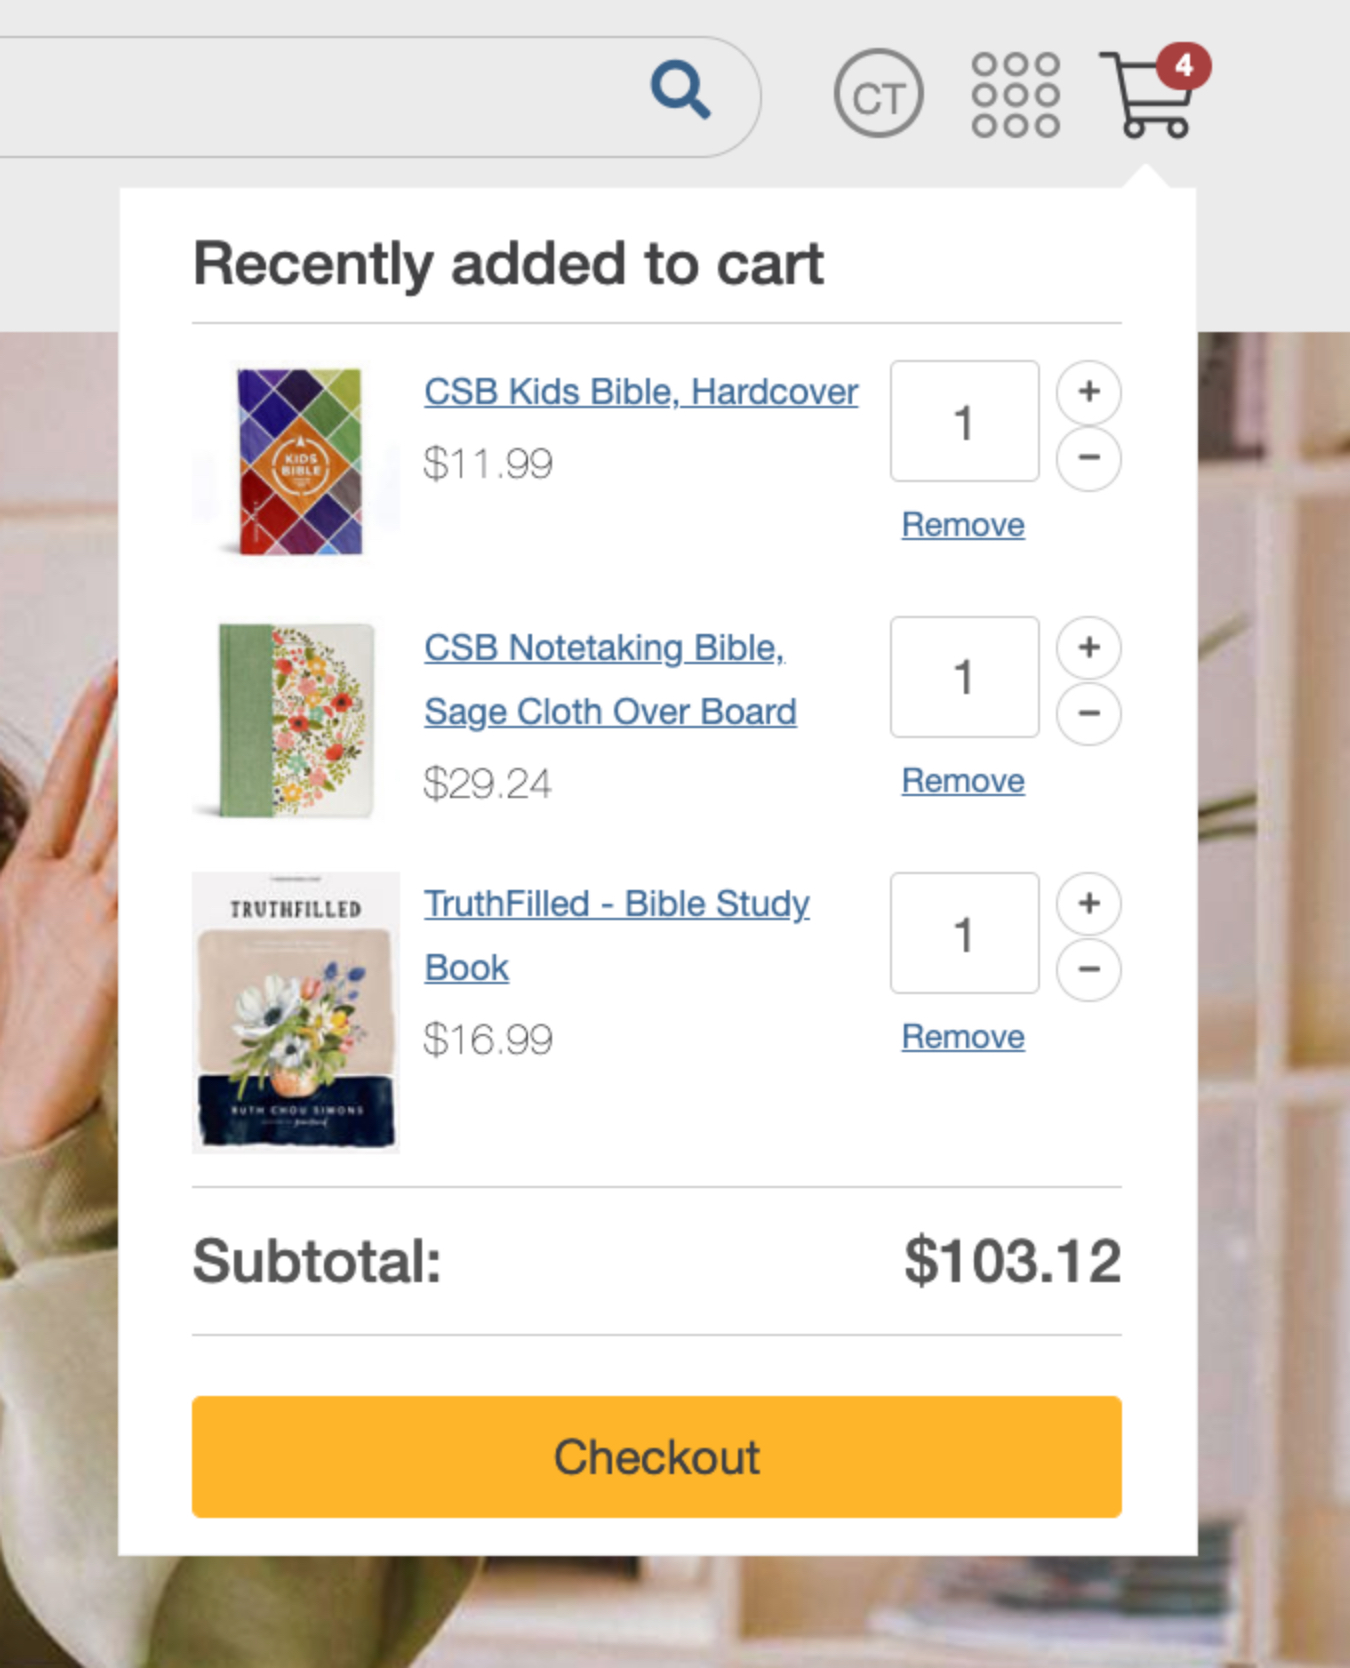 CT
4
Recently added to cart
KIDS
BIBLE
CSB Kids Bible, Hardcover
$11.99
1
+
−
Remove
CSB Notetaking Bible,
Sage Cloth Over Board
$29.24
1
+
−
Remove
TRUTHFILLED
RUTH CHOU SIMONS
TruthFilled - Bible Study
Book
$16.99
1
+
−
Remove
Subtotal: $103.12
Checkout